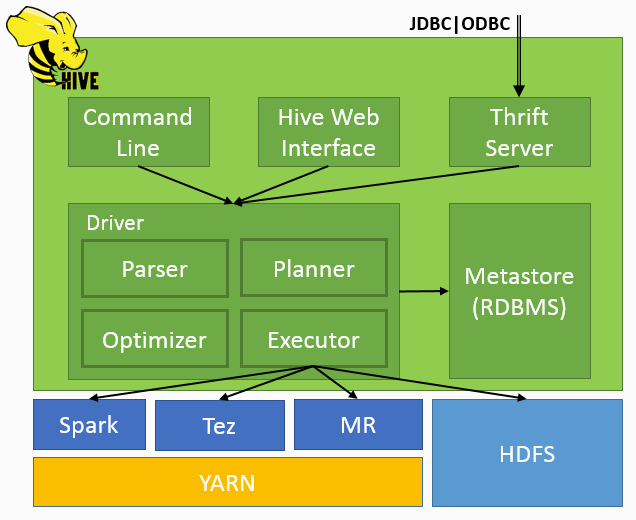 JDBC|ODBC
HIVE
Command
Line
Hive Web
Interface
Thrift
Server
Driver
Parser
Planner
Optimizer
Executor
Metastore
(RDBMS)
Spark
Tez
MR
HDFS
YARN